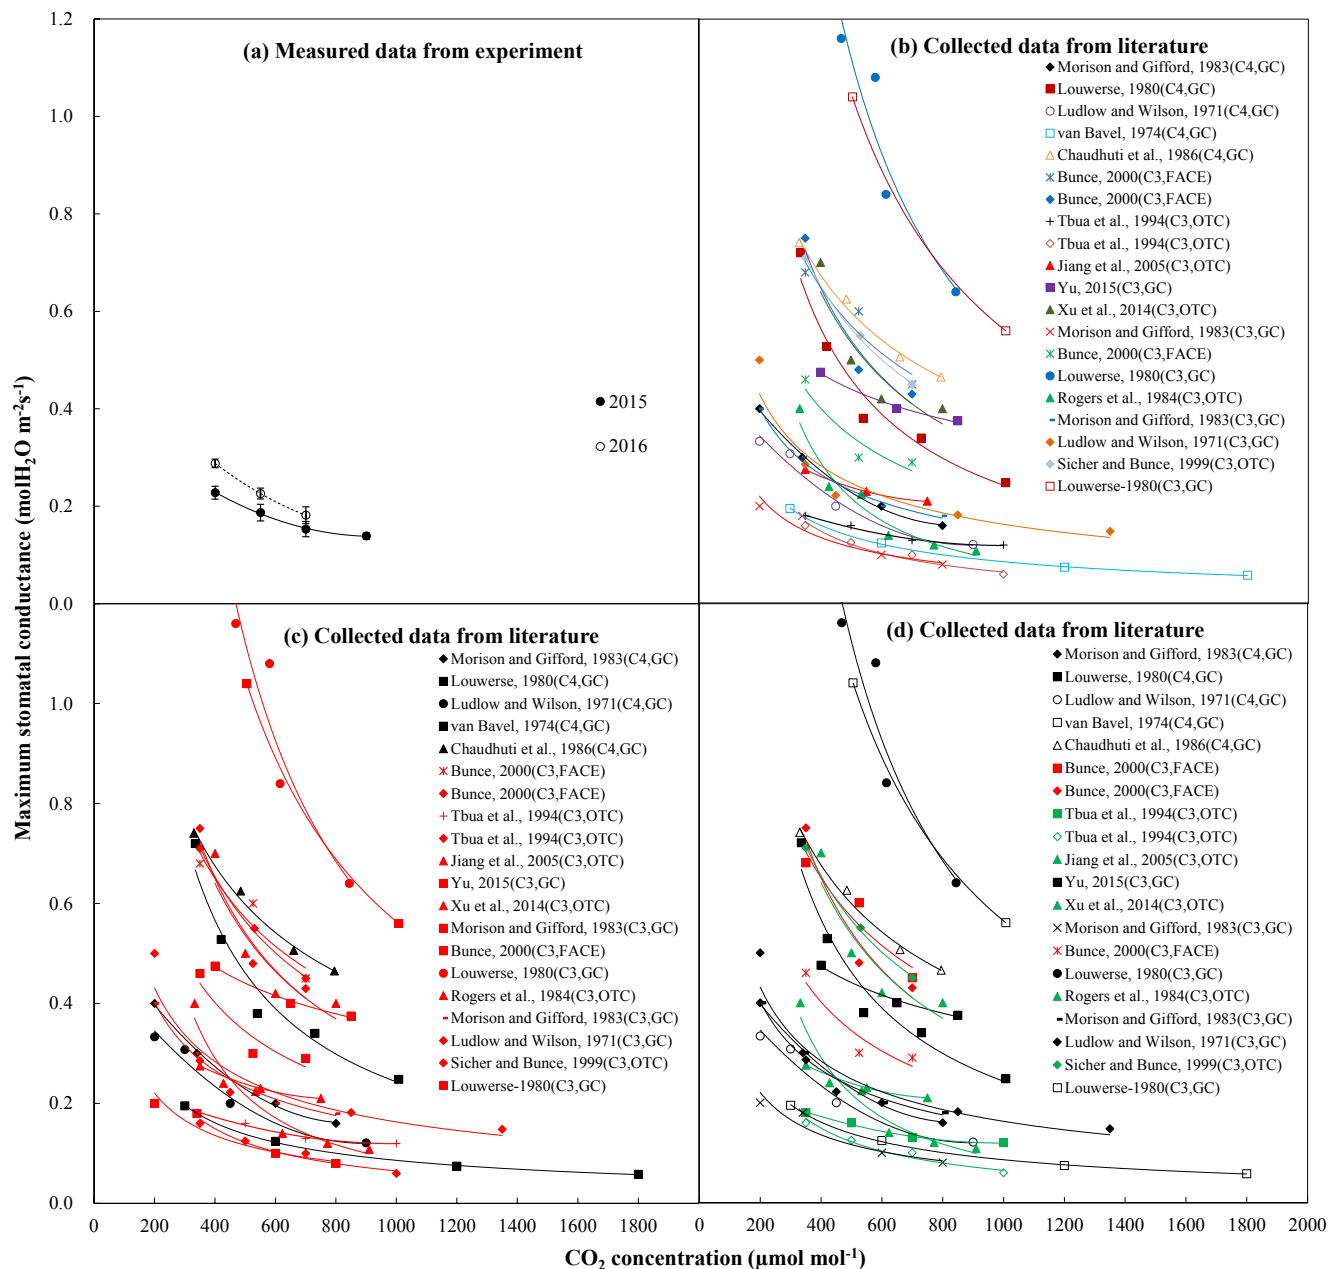 Maximum stomatal conductance (molH₂O m⁻²s⁻¹)
1.2
1.0
0.8
0.6
0.4
0.2
0.0
(a) Measured data from experiment
2015
2016
(b) Collected data from literature
Morison and Gifford, 1983(C4,GC)
Louwerse, 1980(C4,GC)
Ludlow and Wilson, 1971(C4,GC)
van Bavel, 1974(C4,GC)
Chaudhuti et al., 1986(C4,GC)
Bunce, 2000(C3,FACE)
Bunce, 2000(C3,FACE)
Tbua et al., 1994(C3,OTC)
Tbua et al., 1994(C3,OTC)
Jiang et al., 2005(C3,OTC)
Yu, 2015(C3,GC)
Xu et al., 2014(C3,OTC)
Morison and Gifford, 1983(C3,GC)
Bunce, 2000(C3,FACE)
Louwerse, 1980(C3,GC)
Rogers et al., 1984(C3,OTC)
Morison and Gifford, 1983(C3,GC)
Ludlow and Wilson, 1971(C3,GC)
Sicher and Bunce, 1999(C3,OTC)
Louwerse-1980(C3,GC)
1.0
0.8
0.6
0.4
0.2
0.0
(c) Collected data from literature
Morison and Gifford, 1983(C4,GC)
Louwerse, 1980(C4,GC)
Ludlow and Wilson, 1971(C4,GC)
van Bavel, 1974(C4,GC)
Chaudhuti et al., 1986(C4,GC)
Bunce, 2000(C3,FACE)
Bunce, 2000(C3,FACE)
Tbua et al., 1994(C3,OTC)
Tbua et al., 1994(C3,OTC)
Jiang et al., 2005(C3,OTC)
Yu, 2015(C3,GC)
Xu et al., 2014(C3,OTC)
Morison and Gifford, 1983(C3,GC)
Bunce, 2000(C3,FACE)
Louwerse, 1980(C3,GC)
Rogers et al., 1984(C3,OTC)
Morison and Gifford, 1983(C3,GC)
Ludlow and Wilson, 1971(C3,GC)
Sicher and Bunce, 1999(C3,OTC)
Louwerse-1980(C3,GC)
(d) Collected data from literature
Morison and Gifford, 1983(C4,GC)
Louwerse, 1980(C4,GC)
Ludlow and Wilson, 1971(C4,GC)
van Bavel, 1974(C4,GC)
Chaudhuti et al., 1986(C4,GC)
Bunce, 2000(C3,FACE)
Bunce, 2000(C3,FACE)
Tbua et al., 1994(C3,OTC)
Tbua et al., 1994(C3,OTC)
Jiang et al., 2005(C3,OTC)
Yu, 2015(C3,GC)
Xu et al., 2014(C3,OTC)
Morison and Gifford, 1983(C3,GC)
Bunce, 2000(C3,FACE)
Louwerse, 1980(C3,GC)
Rogers et al., 1984(C3,OTC)
Morison and Gifford, 1983(C3,GC)
Ludlow and Wilson, 1971(C3,GC)
Sicher and Bunce, 1999(C3,OTC)
Louwerse-1980(C3,GC)
0 200 400 600 800 1000 1200 1400 1600 1800
200 400 600 800 1000 1200 1400 1600 1800 2000
CO₂ concentration (μmol mol⁻¹)